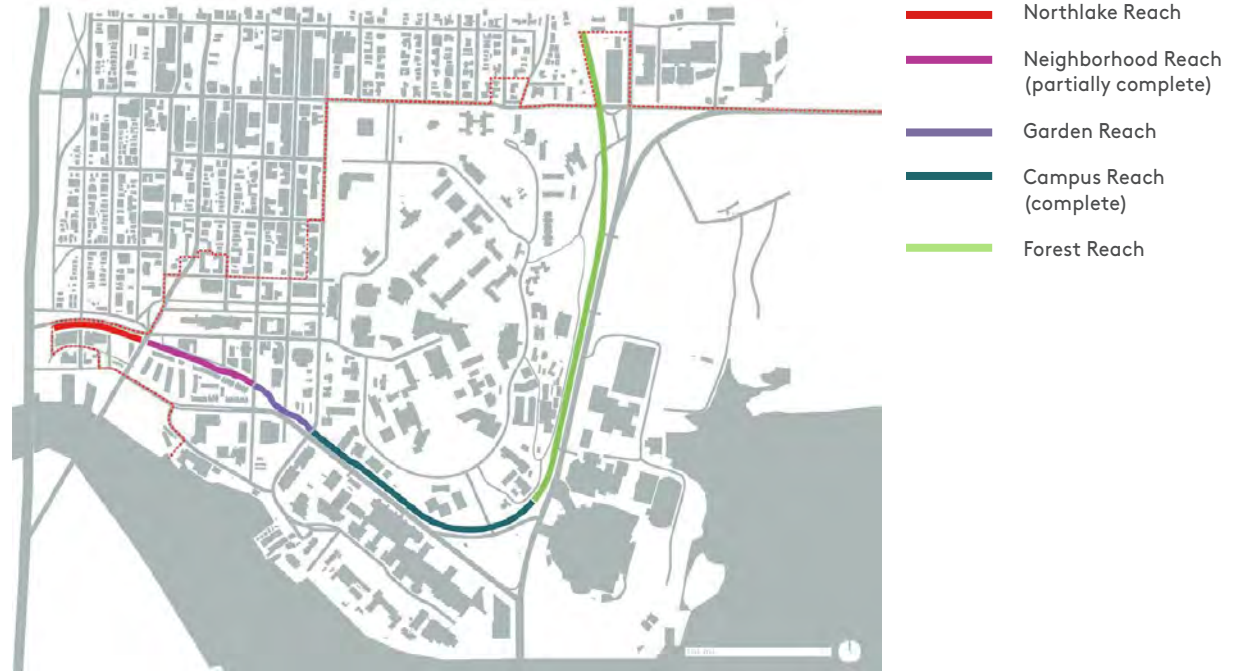 Northlake Reach
Neighborhood Reach
(partially complete)
Garden Reach
Campus Reach
(complete)
Forest Reach